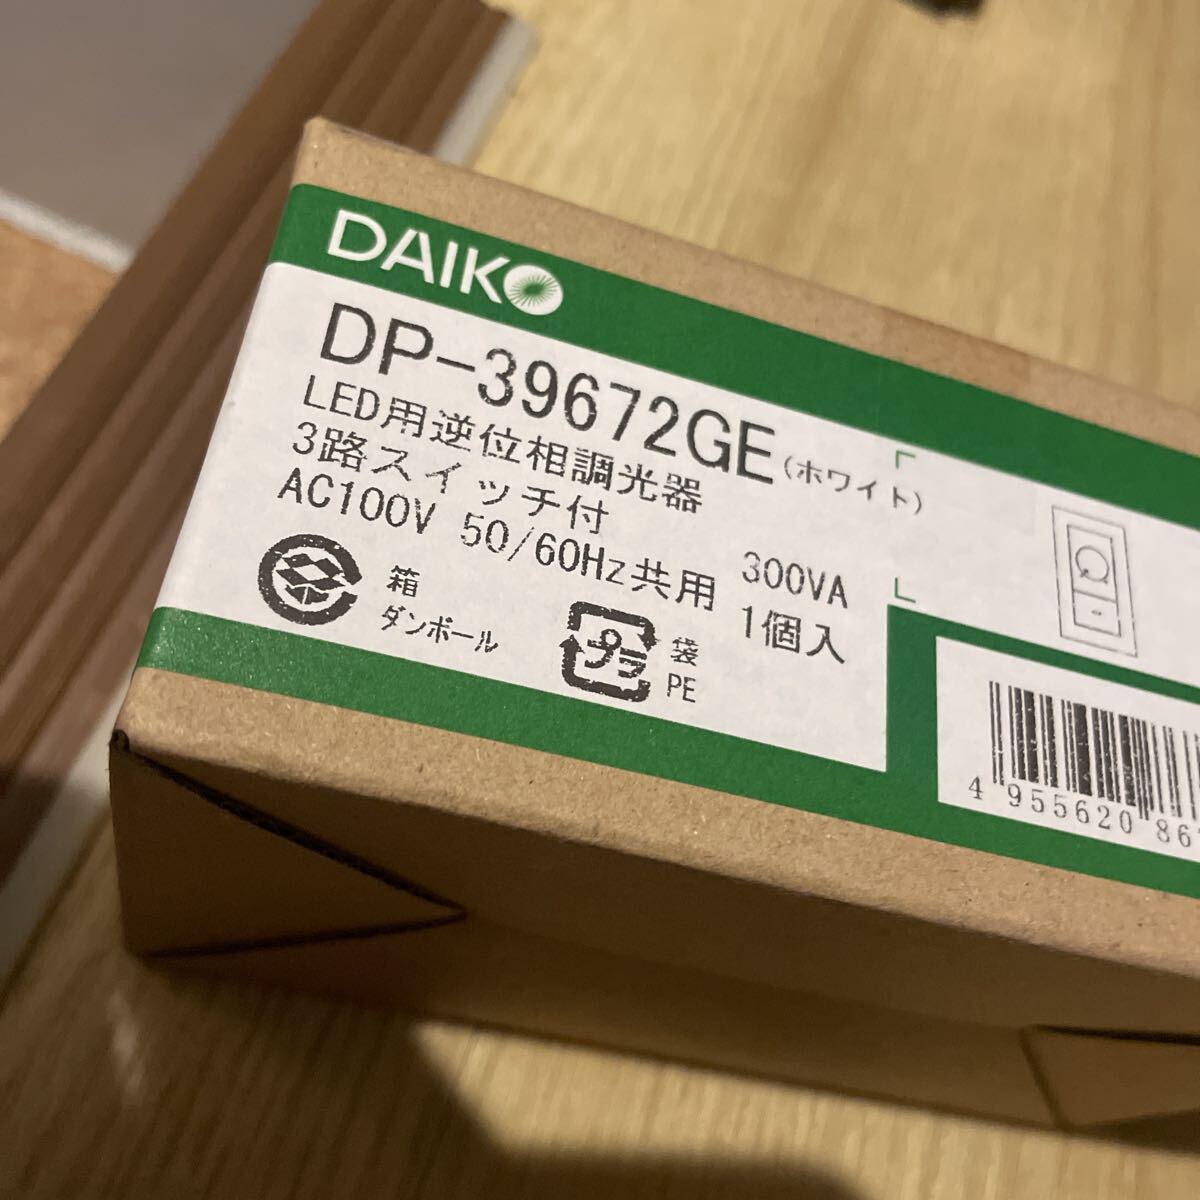 DAIKO
DP-39672GE (ホワイト)
LED用逆位相調光器
3路スイッチ付 300VA
AC100V 50/60Hz共用 1個入
箱
ダンボール
プラ
袋
PE
4 955620 86